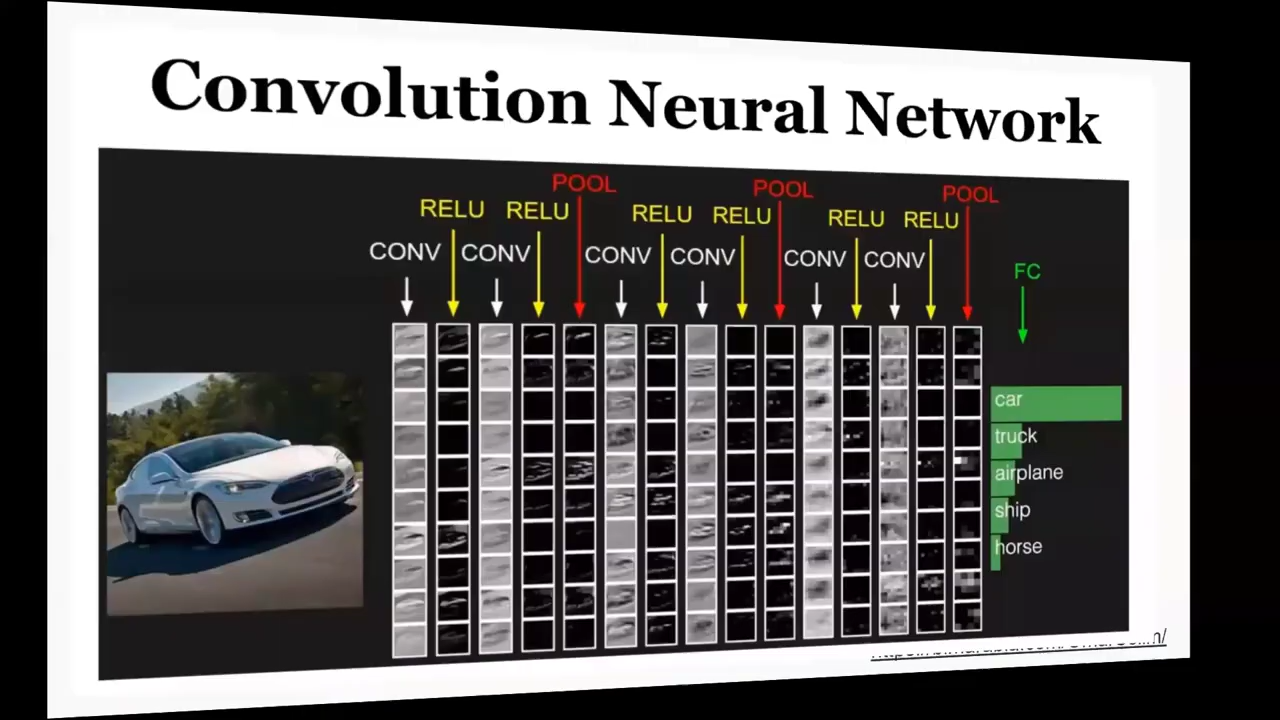 Convolution Neural Network
POOL POOL POOL
RELU RELU RELU RELU RELU RELU
CONV CONV CONV CONV CONV CONV
FC
car
truck
airplane
ship
horse